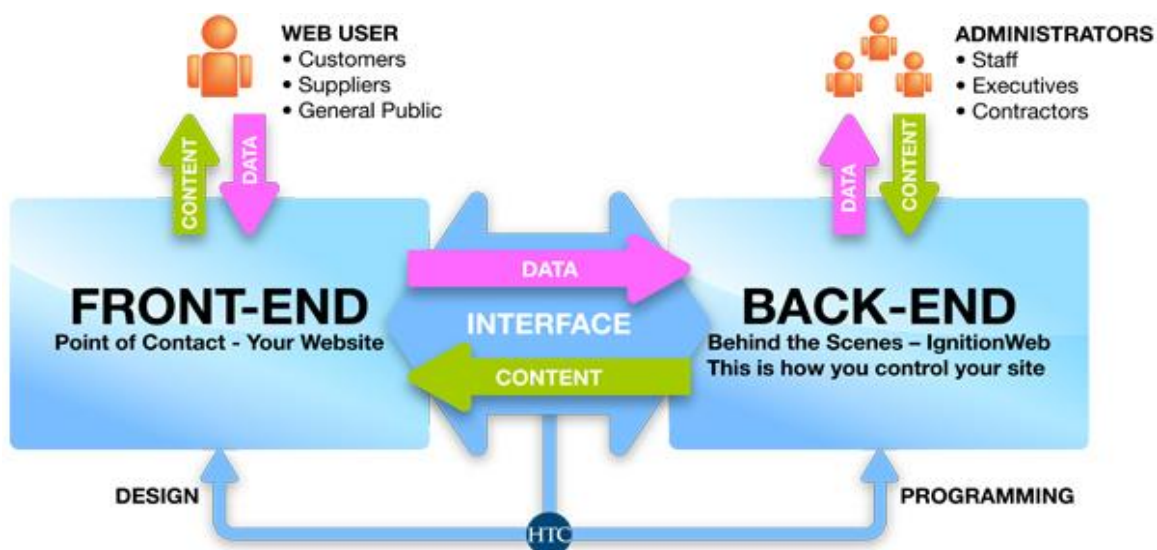 WEB USER
• Customers
• Suppliers
• General Public
ADMINISTRATORS
• Staff
• Executives
• Contractors
CONTENT
DATA
DATA
CONTENT
FRONT-END
Point of Contact - Your Website
DATA
INTERFACE
CONTENT
BACK-END
Behind the Scenes – IgnitionWeb
This is how you control your site
DESIGN
PROGRAMMING
HTC